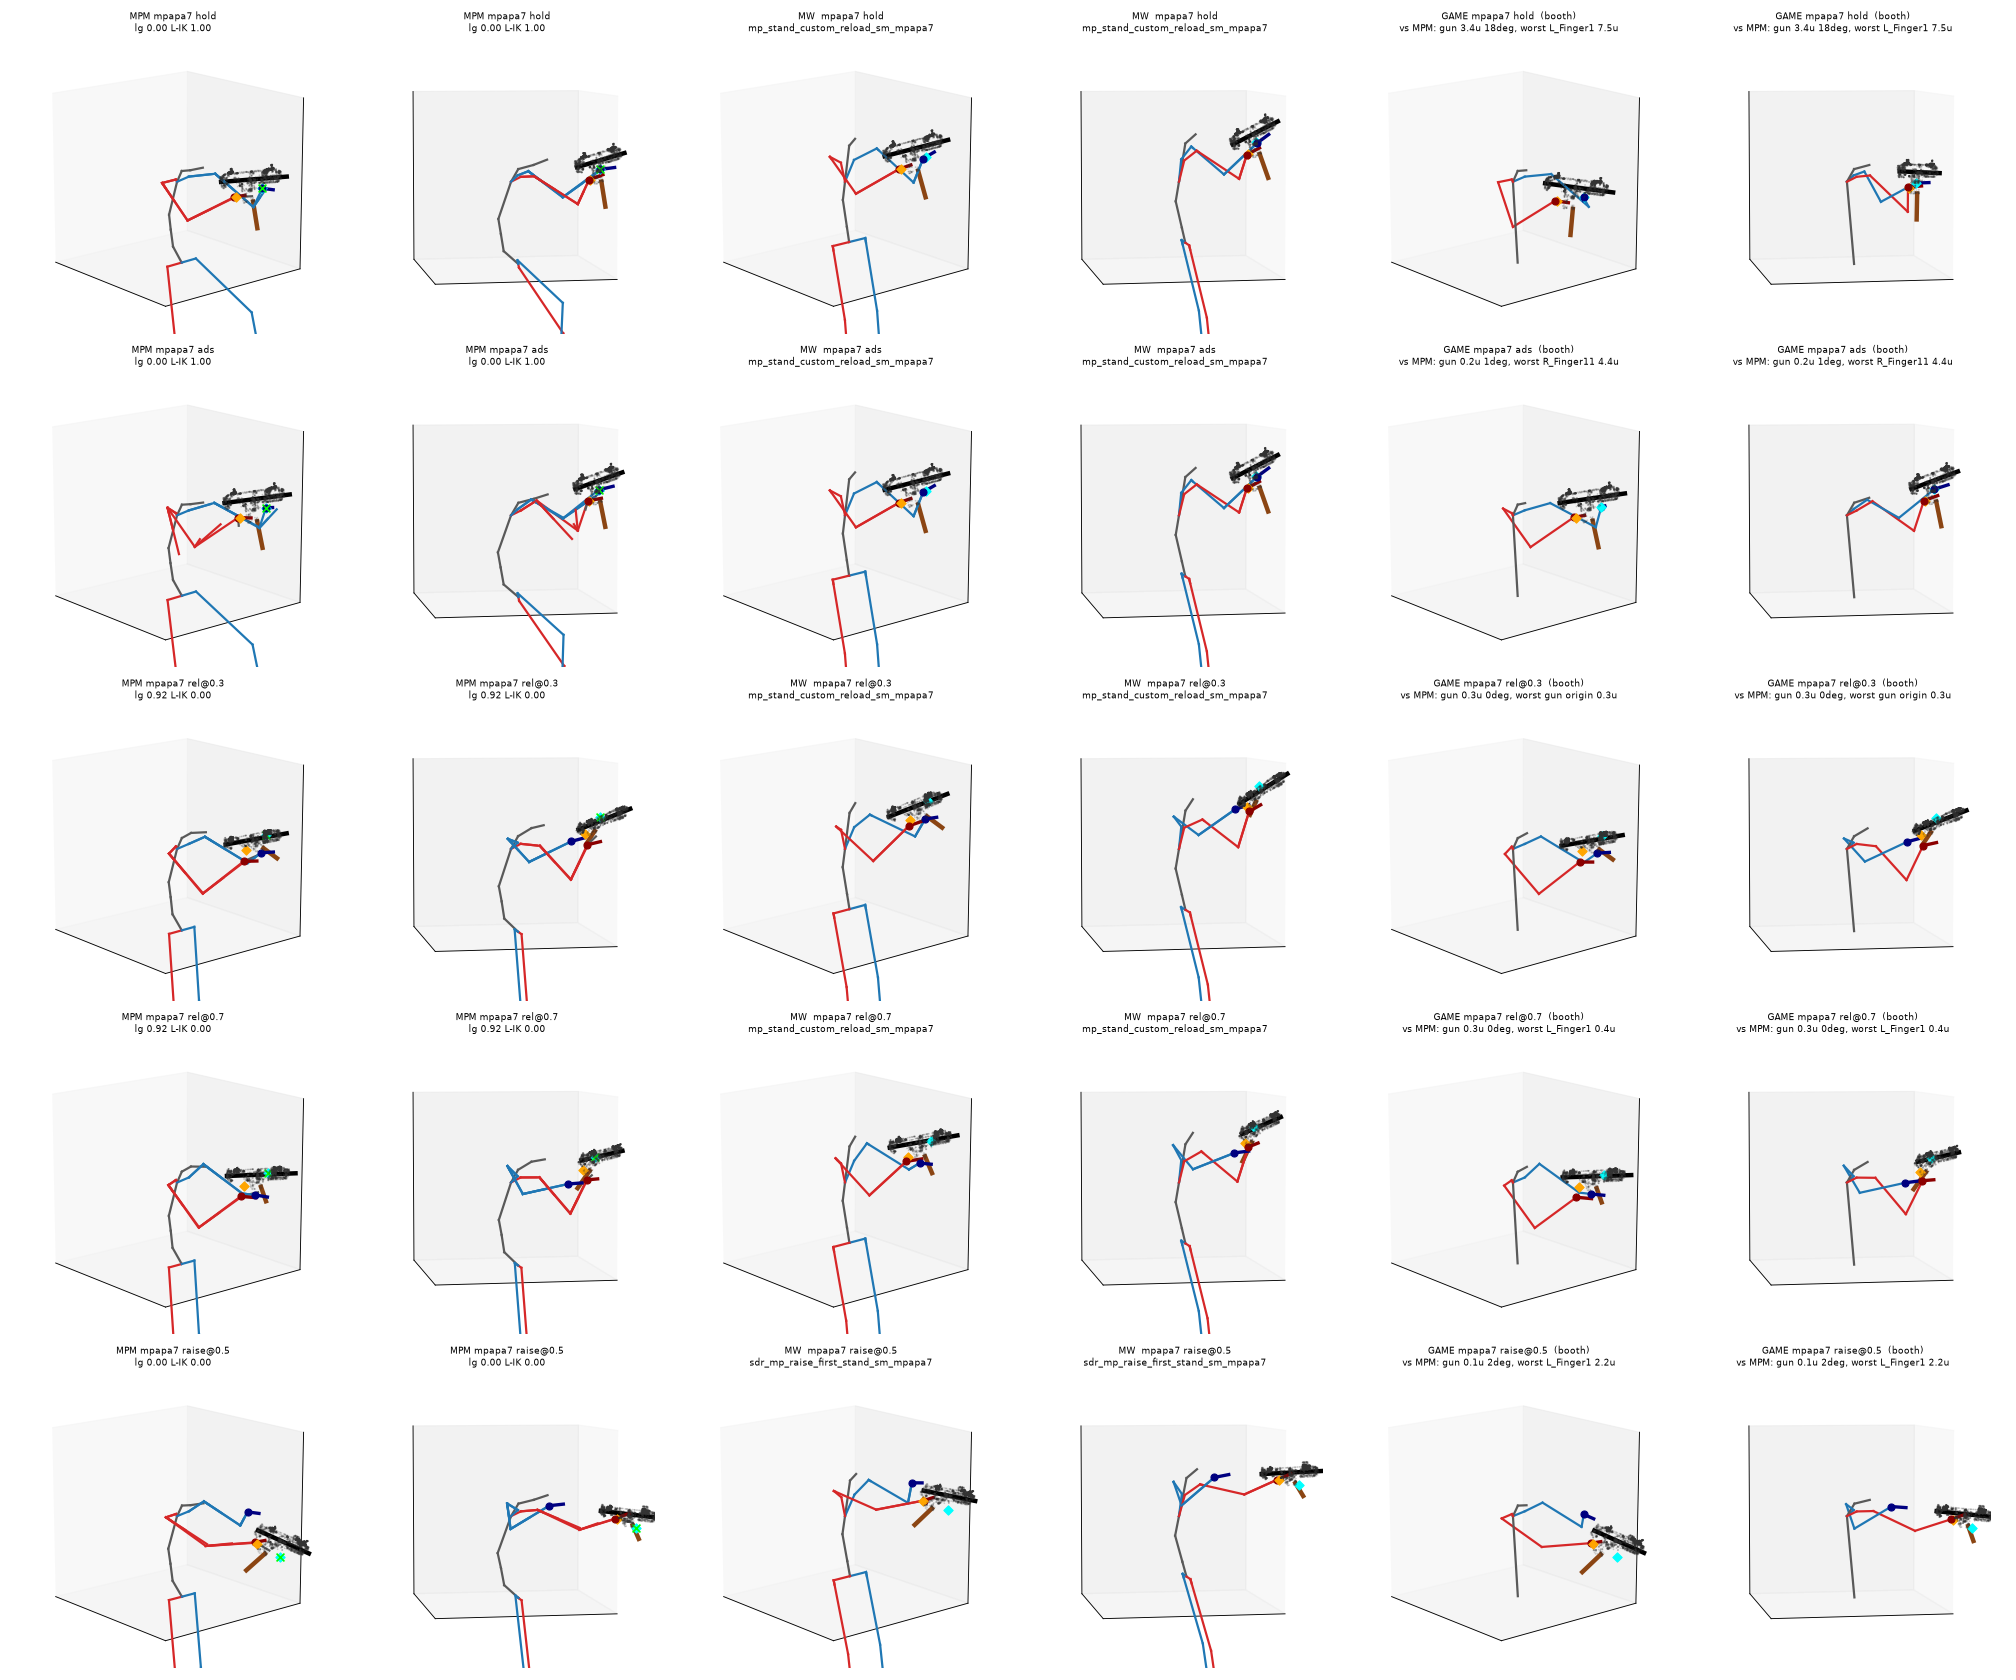 MPM mpapa7 hold
lg 0.00 L-IK 1.00
MPM mpapa7 hold
lg 0.00 L-IK 1.00
MW  mpapa7 hold
mp_stand_custom_reload_sm_mpapa7
MW  mpapa7 hold
mp_stand_custom_reload_sm_mpapa7
GAME mpapa7 hold  (booth)
vs MPM: gun 3.4u 18deg, worst L_Finger1 7.5u
GAME mpapa7 hold  (booth)
vs MPM: gun 3.4u 18deg, worst L_Finger1 7.5u
MPM mpapa7 ads
lg 0.00 L-IK 1.00
MPM mpapa7 ads
lg 0.00 L-IK 1.00
MW  mpapa7 ads
mp_stand_custom_reload_sm_mpapa7
MW  mpapa7 ads
mp_stand_custom_reload_sm_mpapa7
GAME mpapa7 ads  (booth)
vs MPM: gun 0.2u 1deg, worst R_Finger11 4.4u
GAME mpapa7 ads  (booth)
vs MPM: gun 0.2u 1deg, worst R_Finger11 4.4u
MPM mpapa7 rel@0.3
lg 0.92 L-IK 0.00
MPM mpapa7 rel@0.3
lg 0.92 L-IK 0.00
MW  mpapa7 rel@0.3
mp_stand_custom_reload_sm_mpapa7
MW  mpapa7 rel@0.3
mp_stand_custom_reload_sm_mpapa7
GAME mpapa7 rel@0.3  (booth)
vs MPM: gun 0.3u 0deg, worst gun origin 0.3u
GAME mpapa7 rel@0.3  (booth)
vs MPM: gun 0.3u 0deg, worst gun origin 0.3u
MPM mpapa7 rel@0.7
lg 0.92 L-IK 0.00
MPM mpapa7 rel@0.7
lg 0.92 L-IK 0.00
MW  mpapa7 rel@0.7
mp_stand_custom_reload_sm_mpapa7
MW  mpapa7 rel@0.7
mp_stand_custom_reload_sm_mpapa7
GAME mpapa7 rel@0.7  (booth)
vs MPM: gun 0.3u 0deg, worst L_Finger1 0.4u
GAME mpapa7 rel@0.7  (booth)
vs MPM: gun 0.3u 0deg, worst L_Finger1 0.4u
MPM mpapa7 raise@0.5
lg 0.00 L-IK 0.00
MPM mpapa7 raise@0.5
lg 0.00 L-IK 0.00
MW  mpapa7 raise@0.5
sdr_mp_raise_first_stand_sm_mpapa7
MW  mpapa7 raise@0.5
sdr_mp_raise_first_stand_sm_mpapa7
GAME mpapa7 raise@0.5  (booth)
vs MPM: gun 0.1u 2deg, worst L_Finger1 2.2u
GAME mpapa7 raise@0.5  (booth)
vs MPM: gun 0.1u 2deg, worst L_Finger1 2.2u